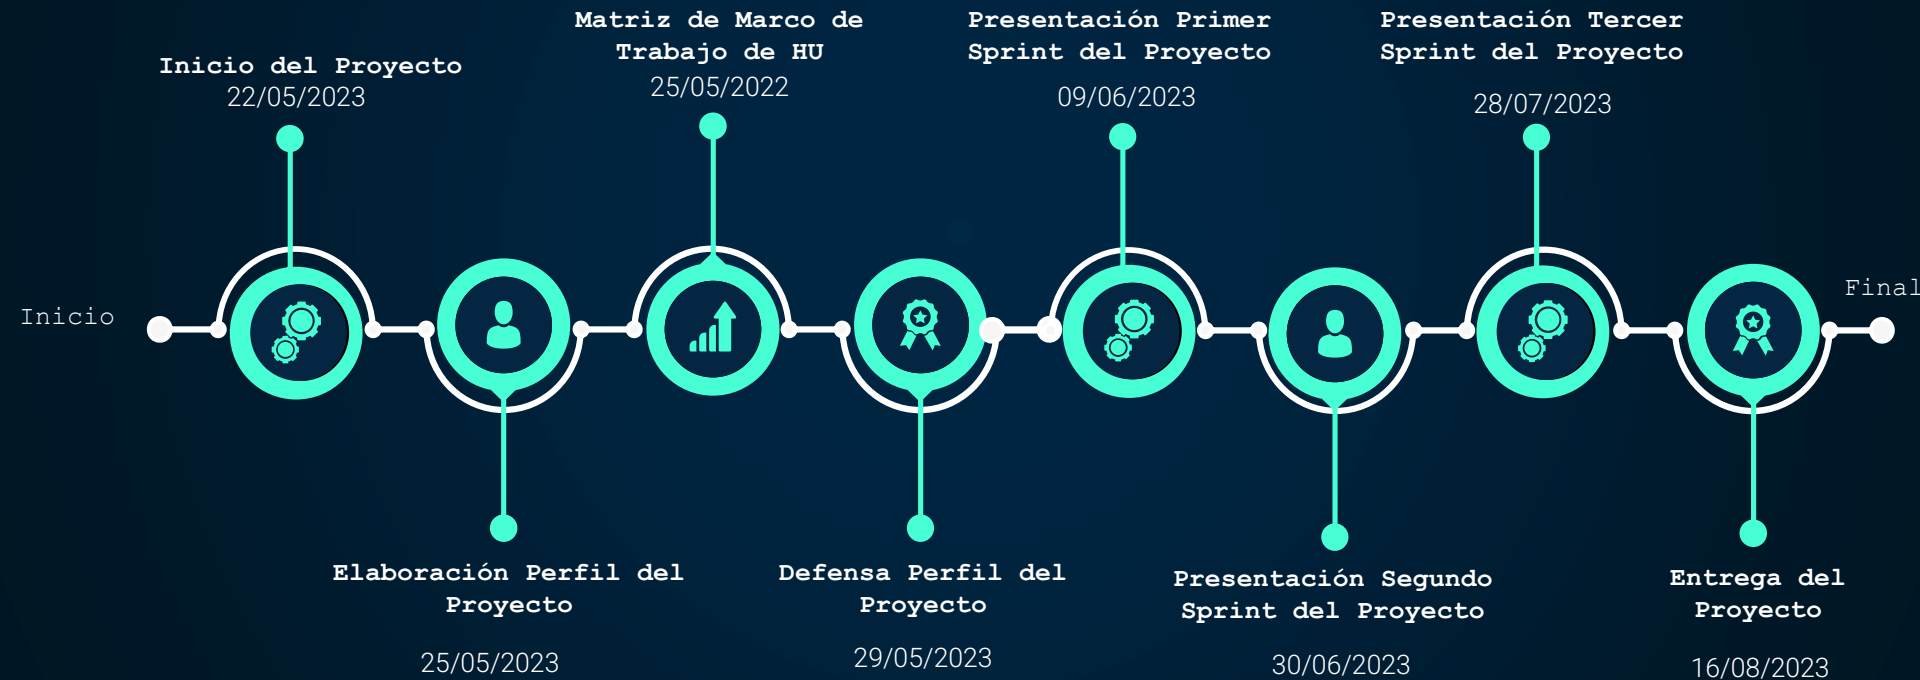 Inicio
Inicio del Proyecto
22/05/2023
Elaboración Perfil del
Proyecto
25/05/2023
Matriz de Marco de
Trabajo de HU
25/05/2022
Defensa Perfil del
Proyecto
29/05/2023
Presentación Primer
Sprint del Proyecto
09/06/2023
Presentación Segundo
Sprint del Proyecto
30/06/2023
Presentación Tercer
Sprint del Proyecto
28/07/2023
Entrega del
Proyecto
16/08/2023
Final